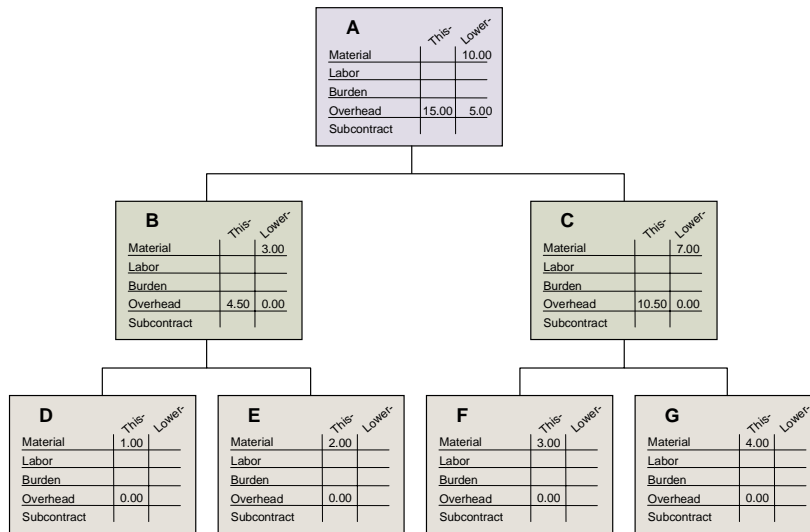 A This- Lower-
Material 10.00
Labor
Burden
Overhead 15.00 5.00
Subcontract
B This- Lower-
Material 3.00
Labor
Burden
Overhead 4.50 0.00
Subcontract
C This- Lower-
Material 7.00
Labor
Burden
Overhead 10.50 0.00
Subcontract
D This- Lower-
Material 1.00
Labor
Burden
Overhead 0.00
Subcontract
E This- Lower-
Material 2.00
Labor
Burden
Overhead 0.00
Subcontract
F This- Lower-
Material 3.00
Labor
Burden
Overhead 0.00
Subcontract
G This- Lower-
Material 4.00
Labor
Burden
Overhead 0.00
Subcontract